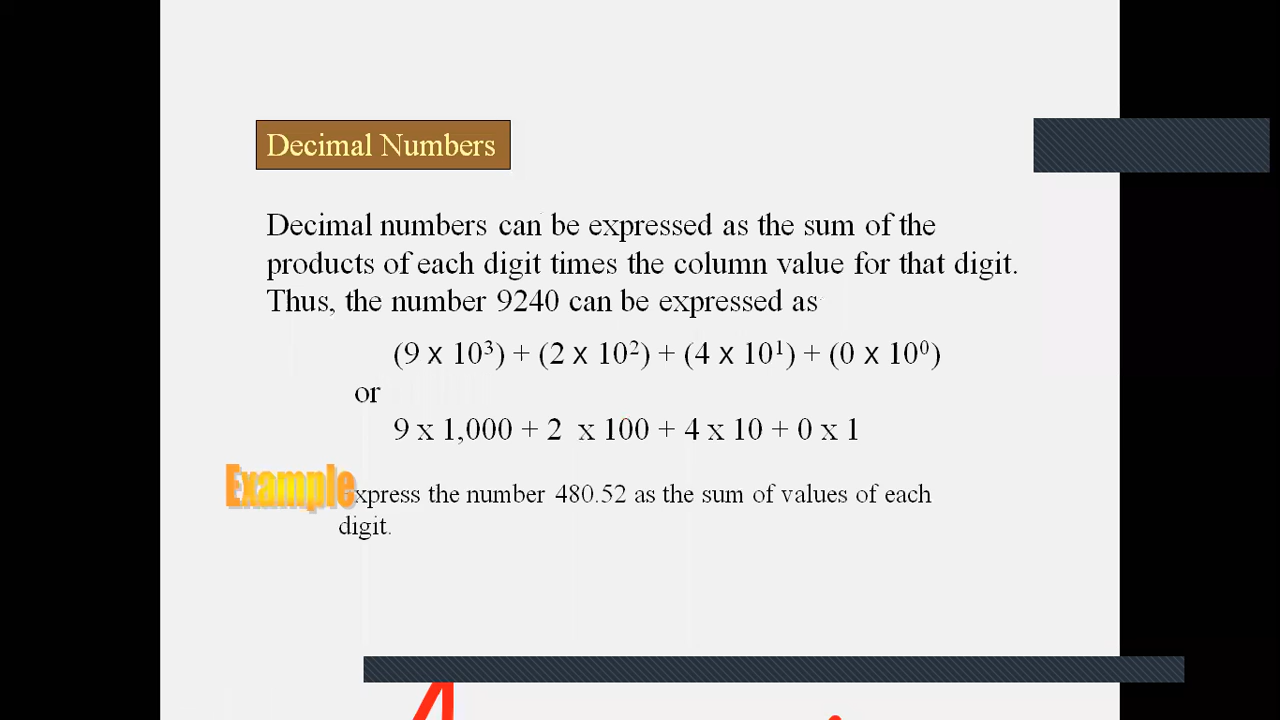 Decimal Numbers
Decimal numbers can be expressed as the sum of the
products of each digit times the column value for that digit.
Thus, the number 9240 can be expressed as
(9 x 10³) + (2 x 10²) + (4 x 10¹) + (0 x 10⁰)
or
9 x 1,000 + 2 x 100 + 4 x 10 + 0 x 1
Example
Express the number 480.52 as the sum of values of each
digit.